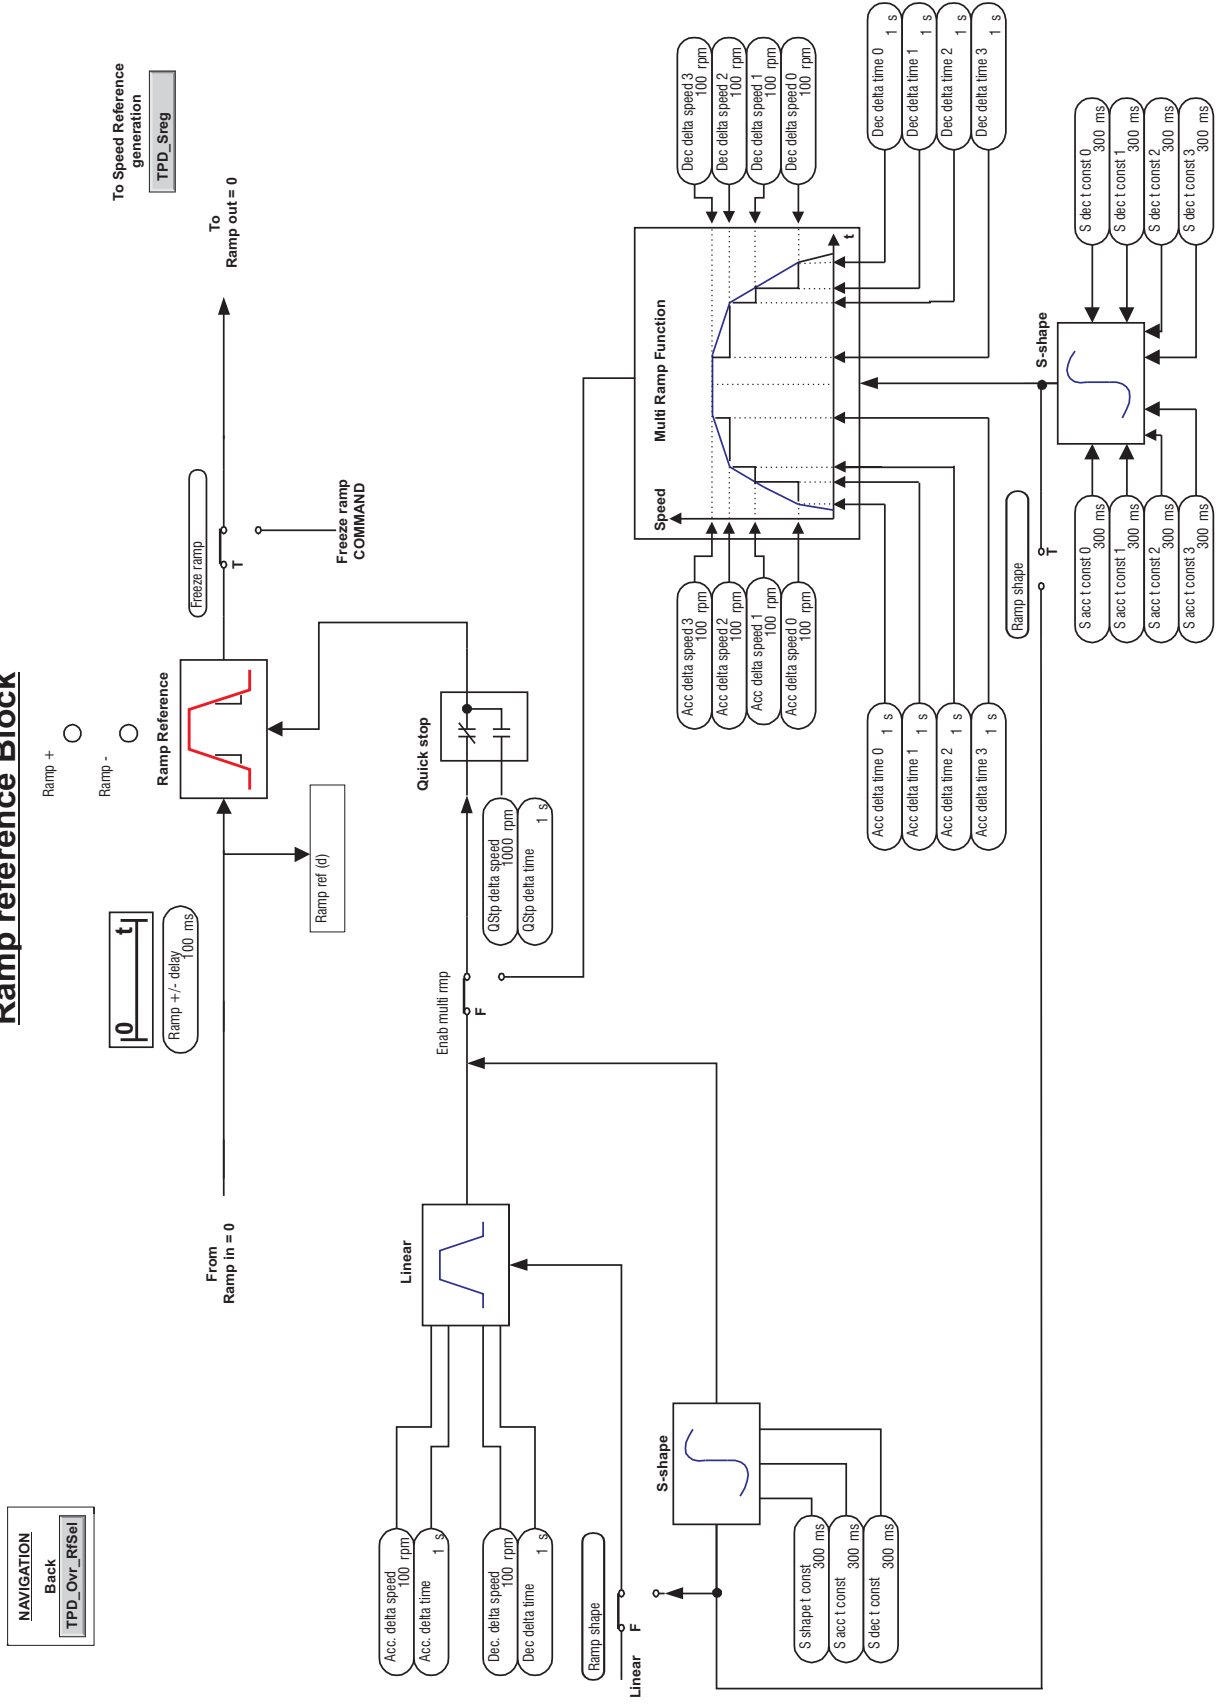 Ramp reference Block
NAVIGATION
Back
TPD_Ovr_RfSel
To Speed Reference
generation
TPD_Sreg
Ramp +
Ramp -
From
Ramp in = 0
0 t
Ramp +/- delay
100 ms
Ramp ref (d)
Ramp Reference
Freeze ramp
T
Freeze ramp
COMMAND
To
Ramp out = 0
Acc. delta speed
100 rpm
Acc. delta time
1 s
Dec. delta speed
100 rpm
Dec delta time
1 s
Linear
Enab multi rmp
F
Quick stop
QStp delta speed
1000 rpm
QStp delta time
1 s
Ramp shape
Linear
F
S-shape
S shape t const
300 ms
S acc t const
300 ms
S dec t const
300 ms
Acc delta speed 3
100 rpm
Acc delta speed 2
100 rpm
Acc delta speed 1
100 rpm
Acc delta speed 0
100 rpm
Speed
Multi Ramp Function
t
Dec delta speed 3
100 rpm
Dec delta speed 2
100 rpm
Dec delta speed 1
100 rpm
Dec delta speed 0
100 rpm
Acc delta time 0
1 s
Acc delta time 1
1 s
Acc delta time 2
1 s
Acc delta time 3
1 s
Dec delta time 0
1 s
Dec delta time 1
1 s
Dec delta time 2
1 s
Dec delta time 3
1 s
Ramp shape
T
S-shape
S acc t const 0
300 ms
S acc t const 1
300 ms
S acc t const 2
300 ms
S acc t const 3
300 ms
S dec t const 0
300 ms
S dec t const 1
300 ms
S dec t const 2
300 ms
S dec t const 3
300 ms